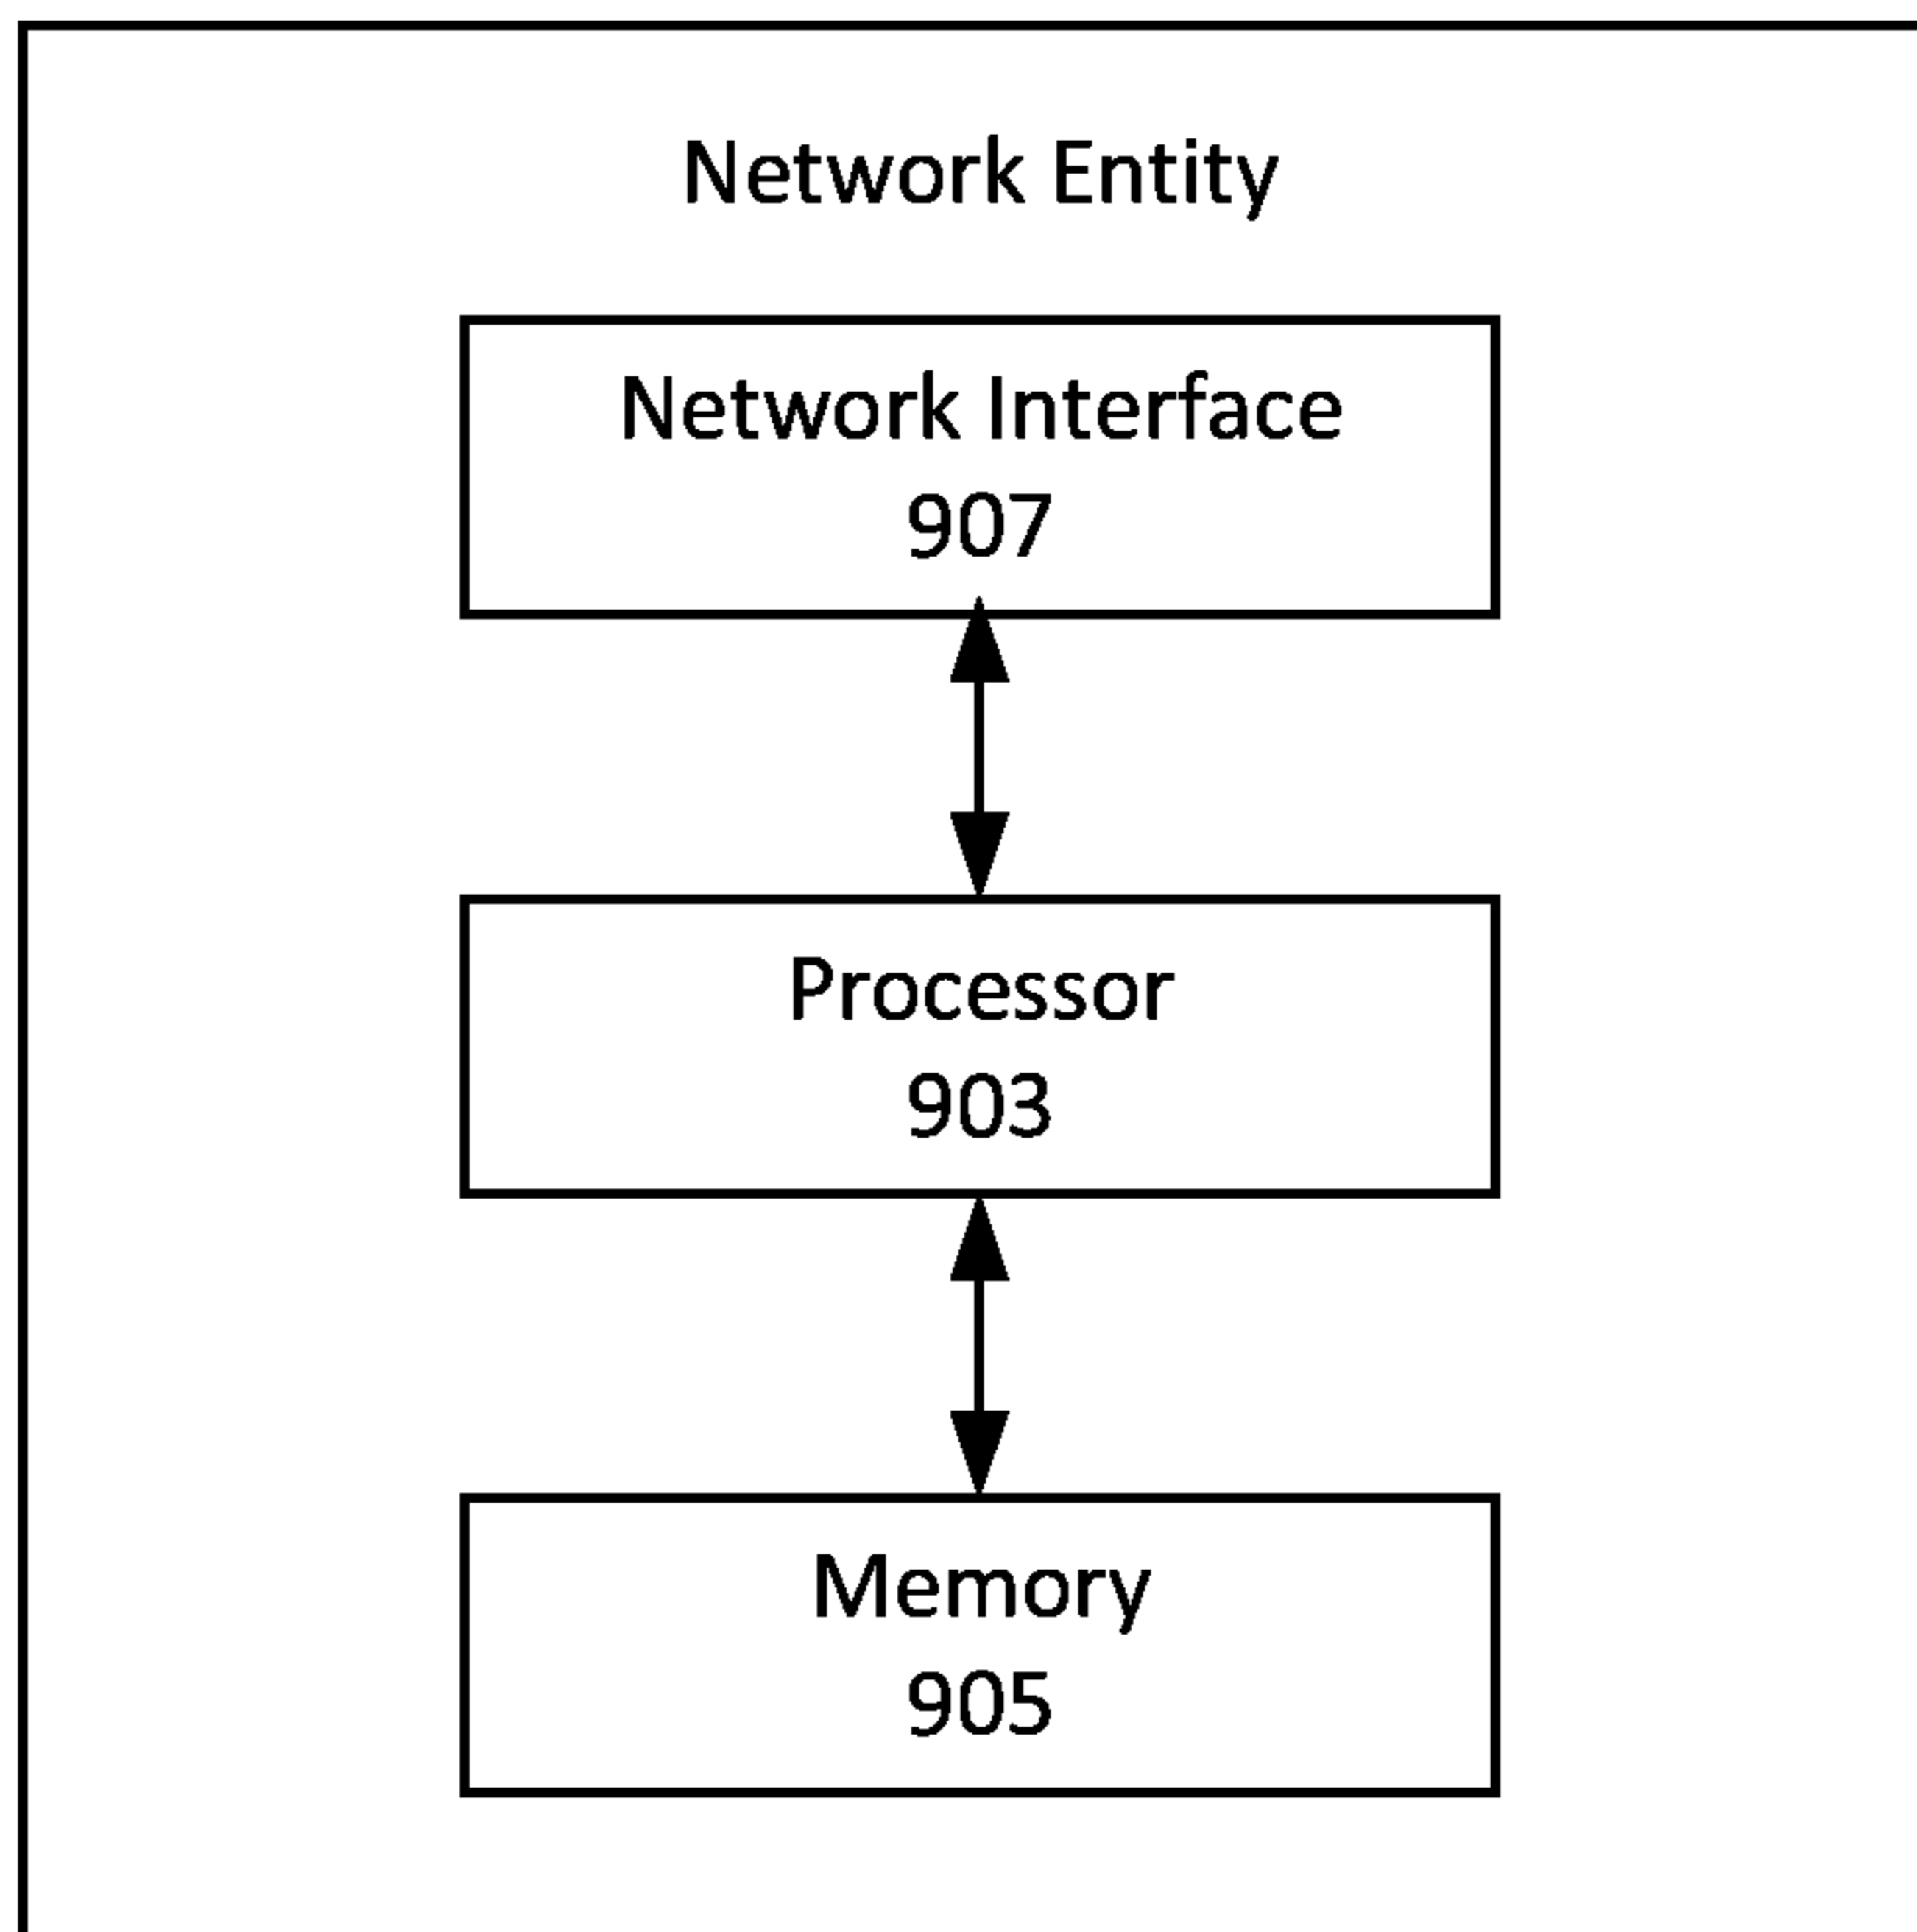 Network Entity
Network Interface
907
Processor
903
Memory
905